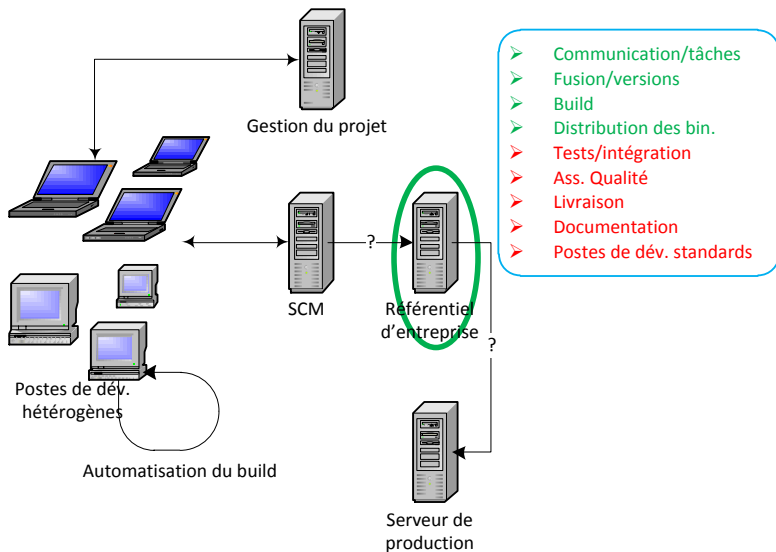 Gestion du projet
➢ Communication/tâches
➢ Fusion/versions
➢ Build
➢ Distribution des bin.
➢ Tests/intégration
➢ Ass. Qualité
➢ Livraison
➢ Documentation
➢ Postes de dév. standards
?
SCM
Référentiel
d'entreprise
?
Postes de dév.
hétérogènes
Automatisation du build
Serveur de
production